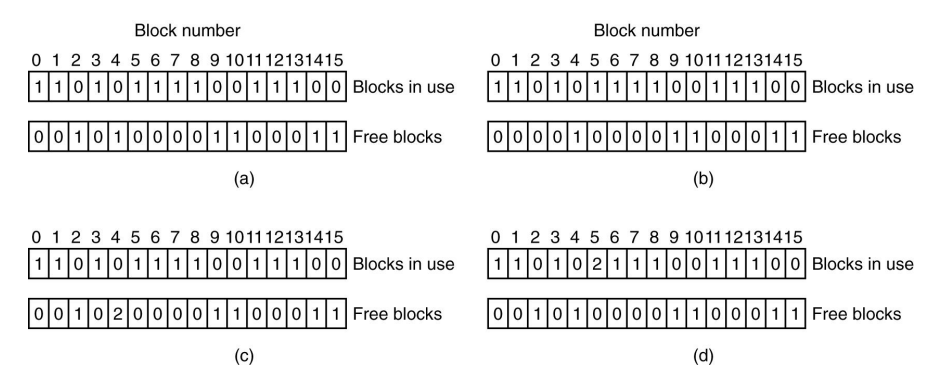 Block number
0 1 2 3 4 5 6 7 8 9 10 11 12 13 14 15
1 1 0 1 0 1 1 1 1 0 0 1 1 1 0 0 Blocks in use
0 0 1 0 1 0 0 0 0 1 1 0 0 0 1 1 Free blocks
(a)
Block number
0 1 2 3 4 5 6 7 8 9 10 11 12 13 14 15
1 1 0 1 0 1 1 1 1 0 0 1 1 1 0 0 Blocks in use
0 0 0 0 1 0 0 0 0 1 1 0 0 0 1 1 Free blocks
(b)
0 1 2 3 4 5 6 7 8 9 10 11 12 13 14 15
1 1 0 1 0 1 1 1 1 0 0 1 1 1 0 0 Blocks in use
0 0 1 0 2 0 0 0 0 1 1 0 0 0 1 1 Free blocks
(c)
0 1 2 3 4 5 6 7 8 9 10 11 12 13 14 15
1 1 0 1 0 2 1 1 1 0 0 1 1 1 0 0 Blocks in use
0 0 1 0 1 0 0 0 0 1 1 0 0 0 1 1 Free blocks
(d)